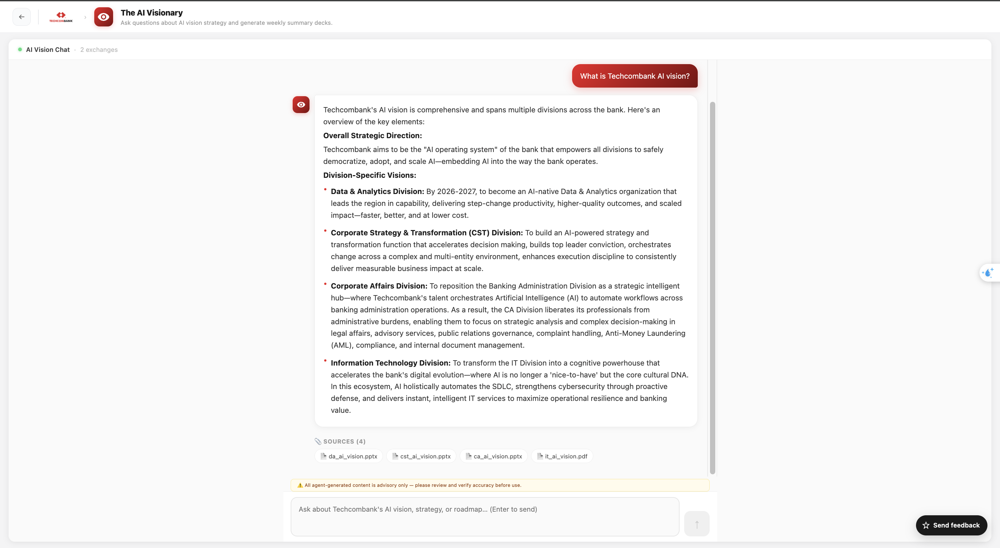 TECHCOMBANK
The AI Visionary
Ask questions about AI vision strategy and generate weekly summary decks.
AI Vision Chat · 2 exchanges
What is Techcombank AI vision?
Techcombank's AI vision is comprehensive and spans multiple divisions across the bank. Here's an
overview of the key elements:
Overall Strategic Direction:
Techcombank aims to be the "AI operating system" of the bank that empowers all divisions to safely
democratize, adopt, and scale AI—embedding AI into the way the bank operates.
Division-Specific Visions:
• Data & Analytics Division: By 2026-2027, to become an AI-native Data & Analytics organization that
leads the region in capability, delivering step-change productivity, higher-quality outcomes, and scaled
impact—faster, better, and at lower cost.
• Corporate Strategy & Transformation (CST) Division: To build an AI-powered strategy and
transformation function that accelerates decision making, builds top leader conviction, orchestrates
change across a complex and multi-entity environment, enhances execution discipline to consistently
deliver measurable business impact at scale.
• Corporate Affairs Division: To reposition the Banking Administration Division as a strategic intelligent
hub—where Techcombank's talent orchestrates Artificial Intelligence (AI) to automate workflows across
banking administration operations. As a result, the CA Division liberates its professionals from
administrative burdens, enabling them to focus on strategic analysis and complex decision-making in
legal affairs, advisory services, public relations governance, complaint handling, Anti-Money Laundering
(AML), compliance, and internal document management.
• Information Technology Division: To transform the IT Division into a cognitive powerhouse that
accelerates the bank's digital evolution—where AI is no longer a 'nice-to-have' but the core cultural DNA.
In this ecosystem, AI holistically automates the SDLC, strengthens cybersecurity through proactive
defense, and delivers instant, intelligent IT services to maximize operational resilience and banking
value.
SOURCES (4)
da_ai_vision.pptx cst_ai_vision.pptx ca_ai_vision.pptx it_ai_vision.pdf
All agent-generated content is advisory only — please review and verify accuracy before use.
Ask about Techcombank's AI vision, strategy, or roadmap... (Enter to send)
Send feedback